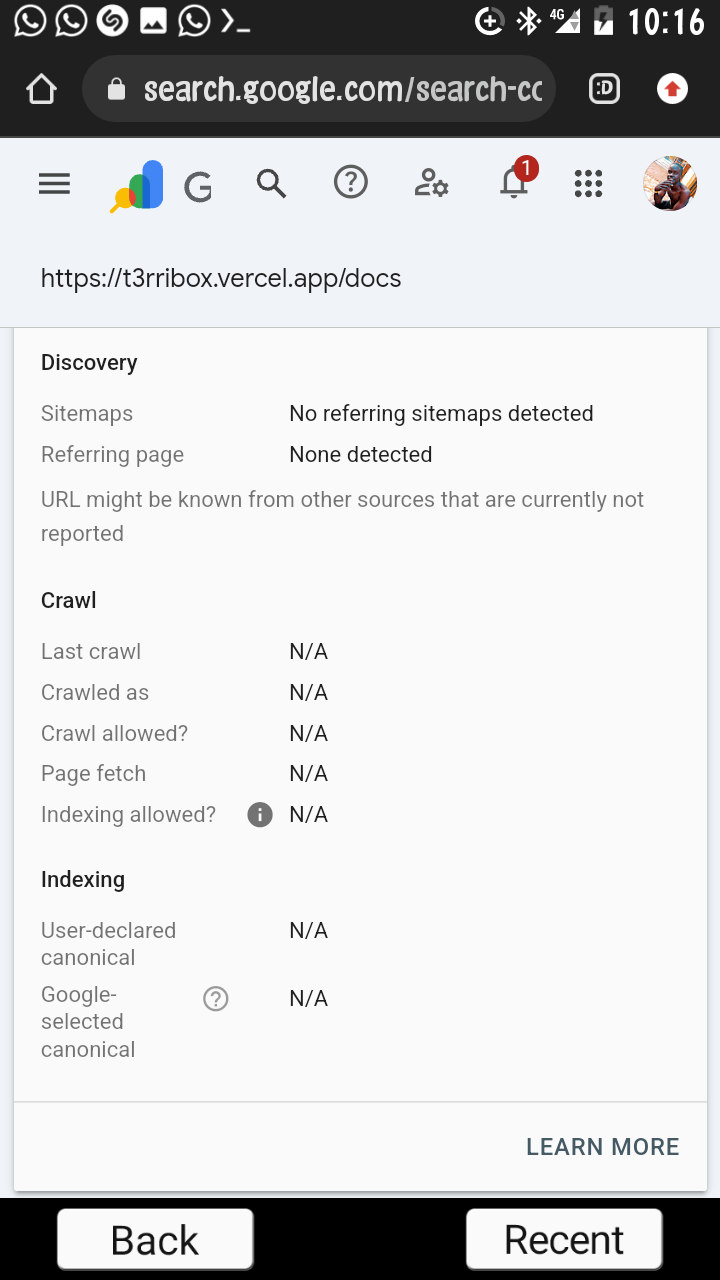 4G
10:16
search.google.com/search-cc
:D
G
1
https://t3rribox.vercel.app/docs
Discovery
Sitemaps No referring sitemaps detected
Referring page None detected
URL might be known from other sources that are currently not
reported
Crawl
Last crawl N/A
Crawled as N/A
Crawl allowed? N/A
Page fetch N/A
Indexing allowed? N/A
Indexing
User-declared N/A
canonical
Google- N/A
selected
canonical
LEARN MORE
Back Recent